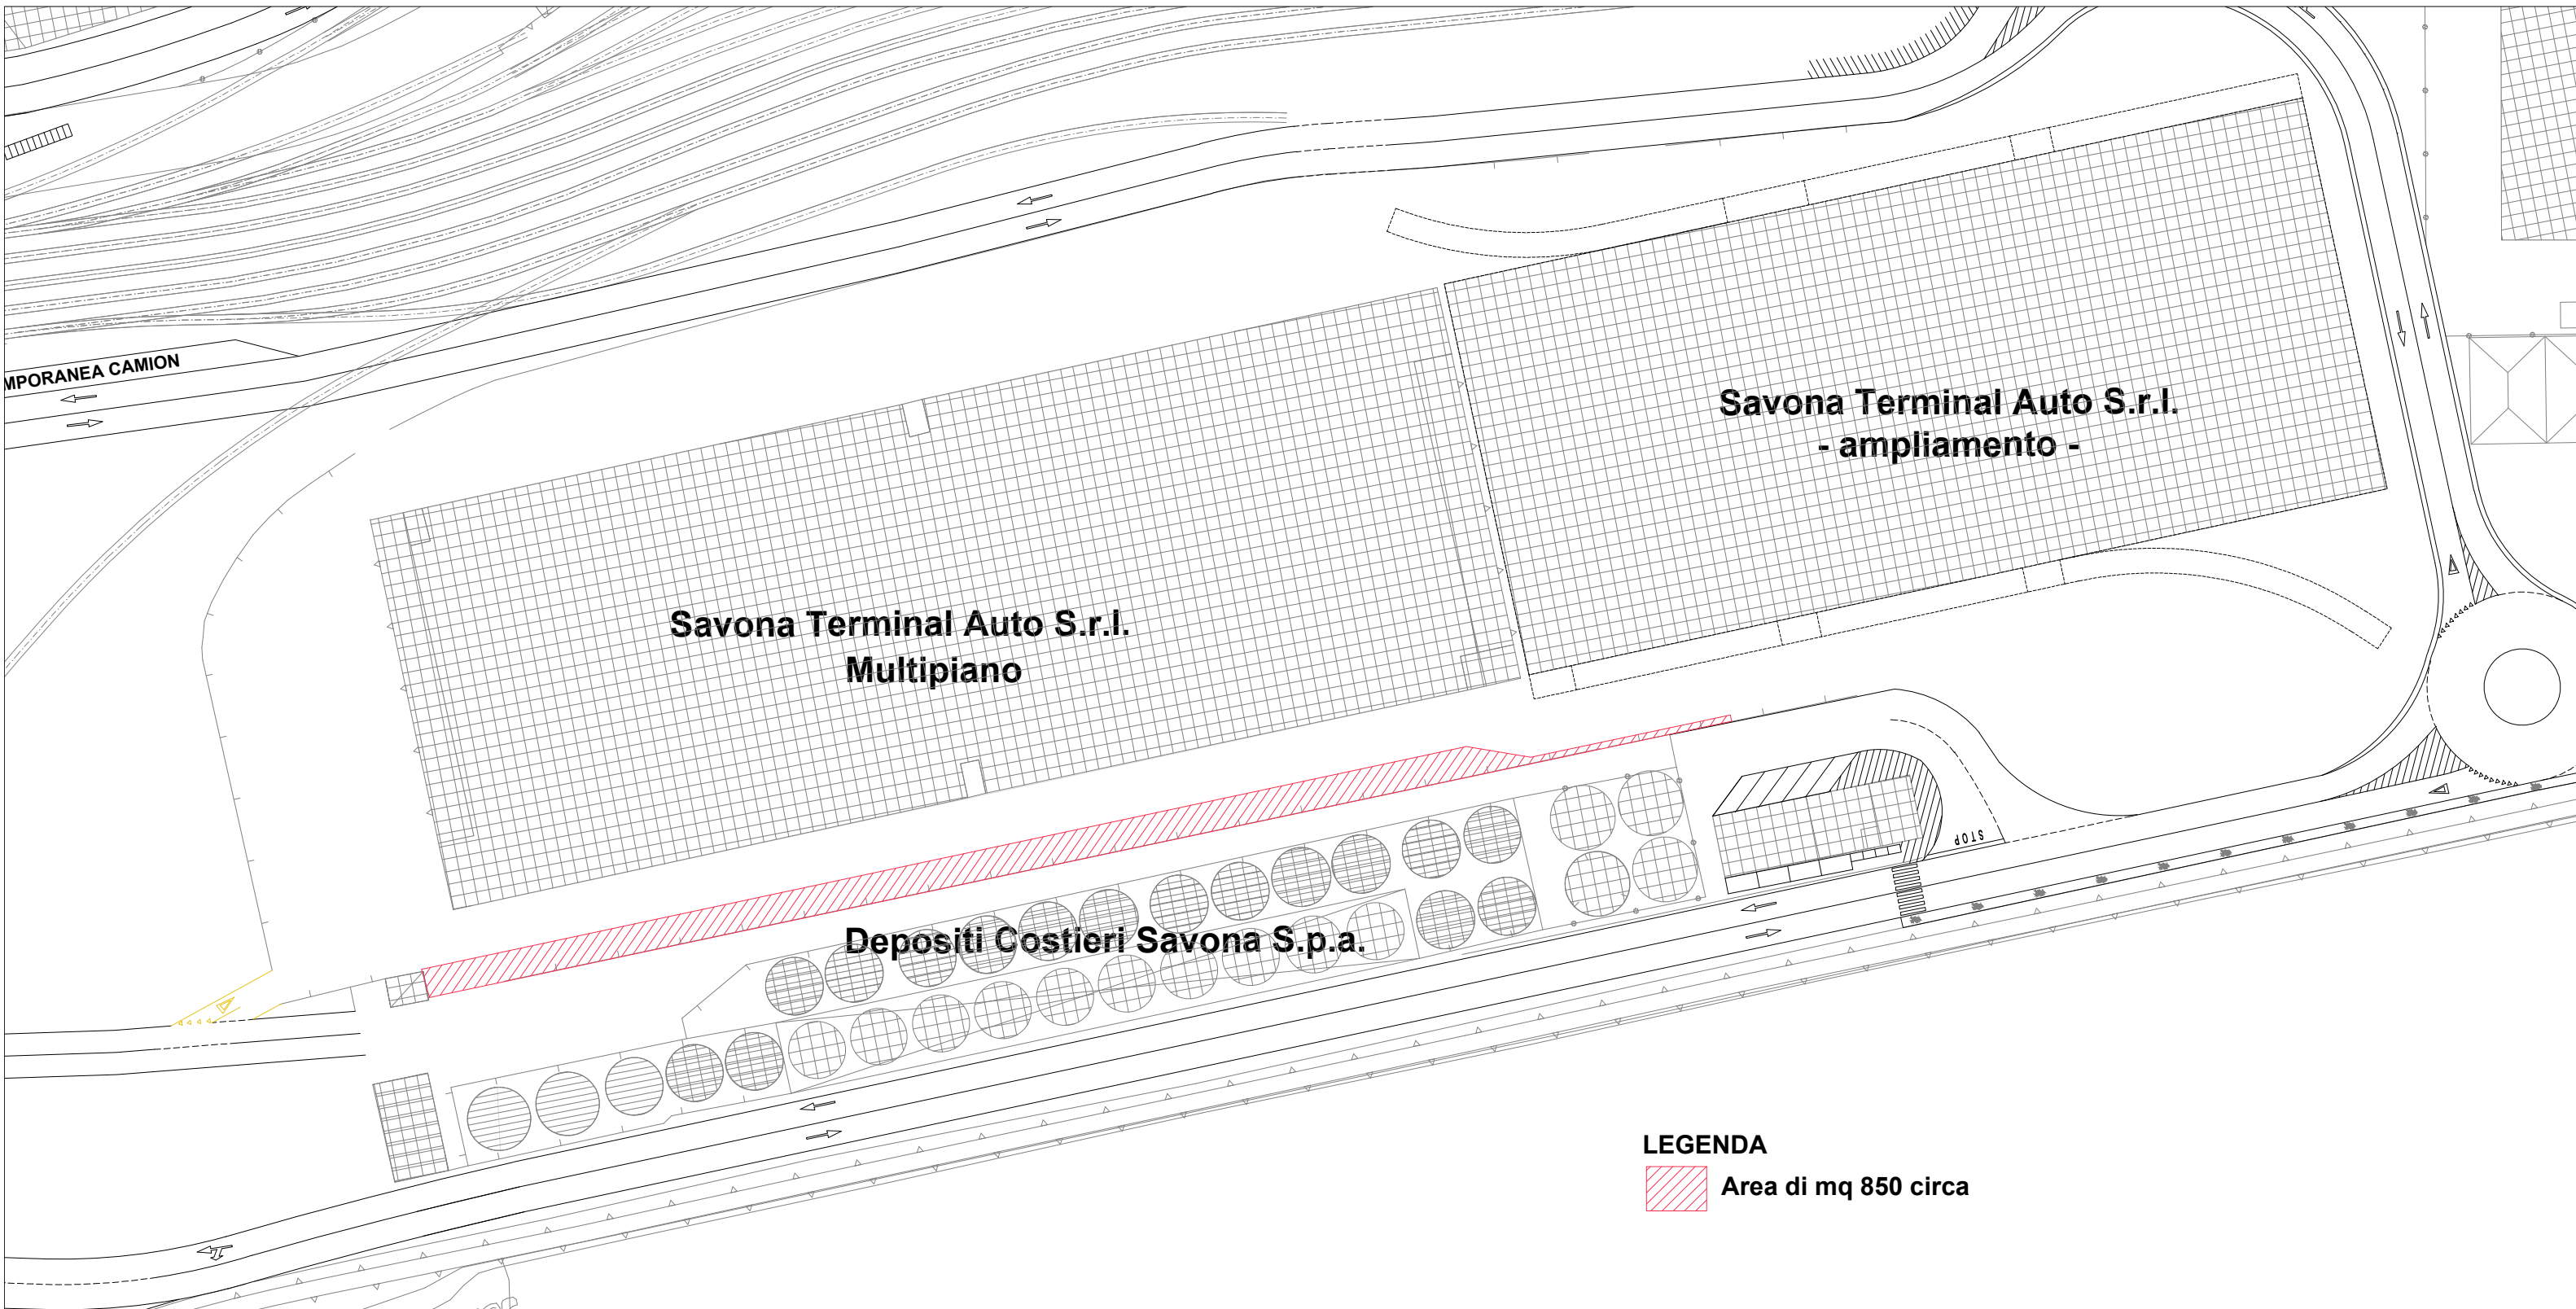 MPORANEA CAMION
Savona Terminal Auto S.r.l.
- ampliamento -
Savona Terminal Auto S.r.l.
Multipiano
STOP
Depositi Costieri Savona S.p.a.
LEGENDA
Area di mq 850 circa